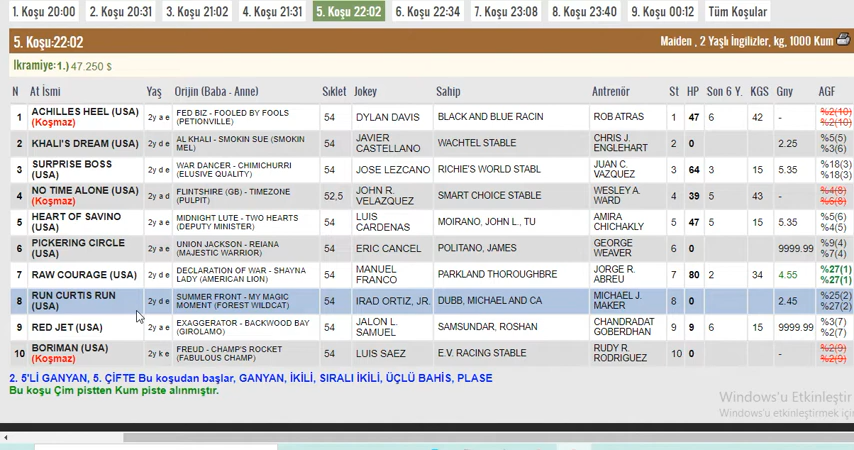 1. Koşu 20:00 2. Koşu 20:31 3. Koşu 21:02 4. Koşu 21:31 5. Koşu 22:02 6. Koşu 22:34 7. Koşu 23:08 8. Koşu 23:40 9. Koşu 00:12 Tüm Koşular
5. Koşu:22:02 Maiden , 2 Yaşlı İngilizler, kg, 1000 Kum
İkramiye:1.) 47.250 $
N At İsmi Yaş Orijin (Baba - Anne) Sıklet Jokey Sahip Antrenör St HP Son 6 Y. KGS Gny AGF
1 ACHILLES HEEL (USA) (Koşmaz) 2y a e FED BIZ - FOOLED BY FOOLS (PETIONVILLE) 54 DYLAN DAVIS BLACK AND BLUE RACIN ROB ATRAS 1 47 6 42 - %2(10) %2(10)
2 KHALI'S DREAM (USA) 2y d e AL KHALI - SMOKIN SUE (SMOKIN MEL) 54 JAVIER CASTELLANO WACHTEL STABLE CHRIS J. ENGLEHART 2 0 2.25 %5(5) %3(6)
3 SURPRISE BOSS (USA) 2y d e WAR DANCER - CHIMICHURRI (ELUSIVE QUALITY) 54 JOSE LEZCANO RICHIE'S WORLD STABL JUAN C. VAZQUEZ 3 64 3 15 5.35 %18(3) %18(3)
4 NO TIME ALONE (USA) (Koşmaz) 2y a d FLINTSHIRE (GB) - TIMEZONE (PULPIT) 52,5 JOHN R. VELAZQUEZ SMART CHOICE STABLE WESLEY A. WARD 4 39 5 43 - %4(8) %6(8)
5 HEART OF SAVINO (USA) 2y a e MIDNIGHT LUTE - TWO HEARTS (DEPUTY MINISTER) 54 LUIS CARDENAS MOIRANO, JOHN L., TU AMIRA CHICHAKLY 5 47 5 15 5.35 %5(6) %4(5)
6 PICKERING CIRCLE (USA) 2y a e UNION JACKSON - REIANA (MAJESTIC WARRIOR) 54 ERIC CANCEL POLITANO, JAMES GEORGE WEAVER 6 0 9999.99 %9(4) %7(4)
7 RAW COURAGE (USA) 2y d e DECLARATION OF WAR - SHAYNA LADY (AMERICAN LION) 54 MANUEL FRANCO PARKLAND THOROUGHBRE JORGE R. ABREU 7 80 2 34 4.55 %27(1) %27(1)
8 RUN CURTIS RUN (USA) 2y d e SUMMER FRONT - MY MAGIC MOMENT (FOREST WILDCAT) 54 IRAD ORTIZ, JR. DUBB, MICHAEL AND CA MICHAEL J. MAKER 8 0 2.45 %25(2) %27(2)
9 RED JET (USA) 2y a e EXAGGERATOR - BACKWOOD BAY (GIROLAMO) 54 JALON L. SAMUEL SAMSUNDAR, ROSHAN CHANDRADAT GOBERDHAN 9 9 6 15 9999.99 %3(7) %2(7)
10 BORIMAN (USA) (Koşmaz) 2y k e FREUD - CHAMP'S ROCKET (FABULOUS CHAMP) 54 LUIS SAEZ E.V. RACING STABLE RUDY R. RODRIGUEZ 10 0 - %2(9) %2(9)
2. 5'Lİ GANYAN, 5. ÇİFTE Bu koşudan başlar, GANYAN, İKİLİ, SIRALI İKİLİ, ÜÇLÜ BAHİS, PLASE
Bu koşu Çim pistten Kum piste alınmıştır.
Windows'u Etkinleştir
Windows'u etkinleştirmek için